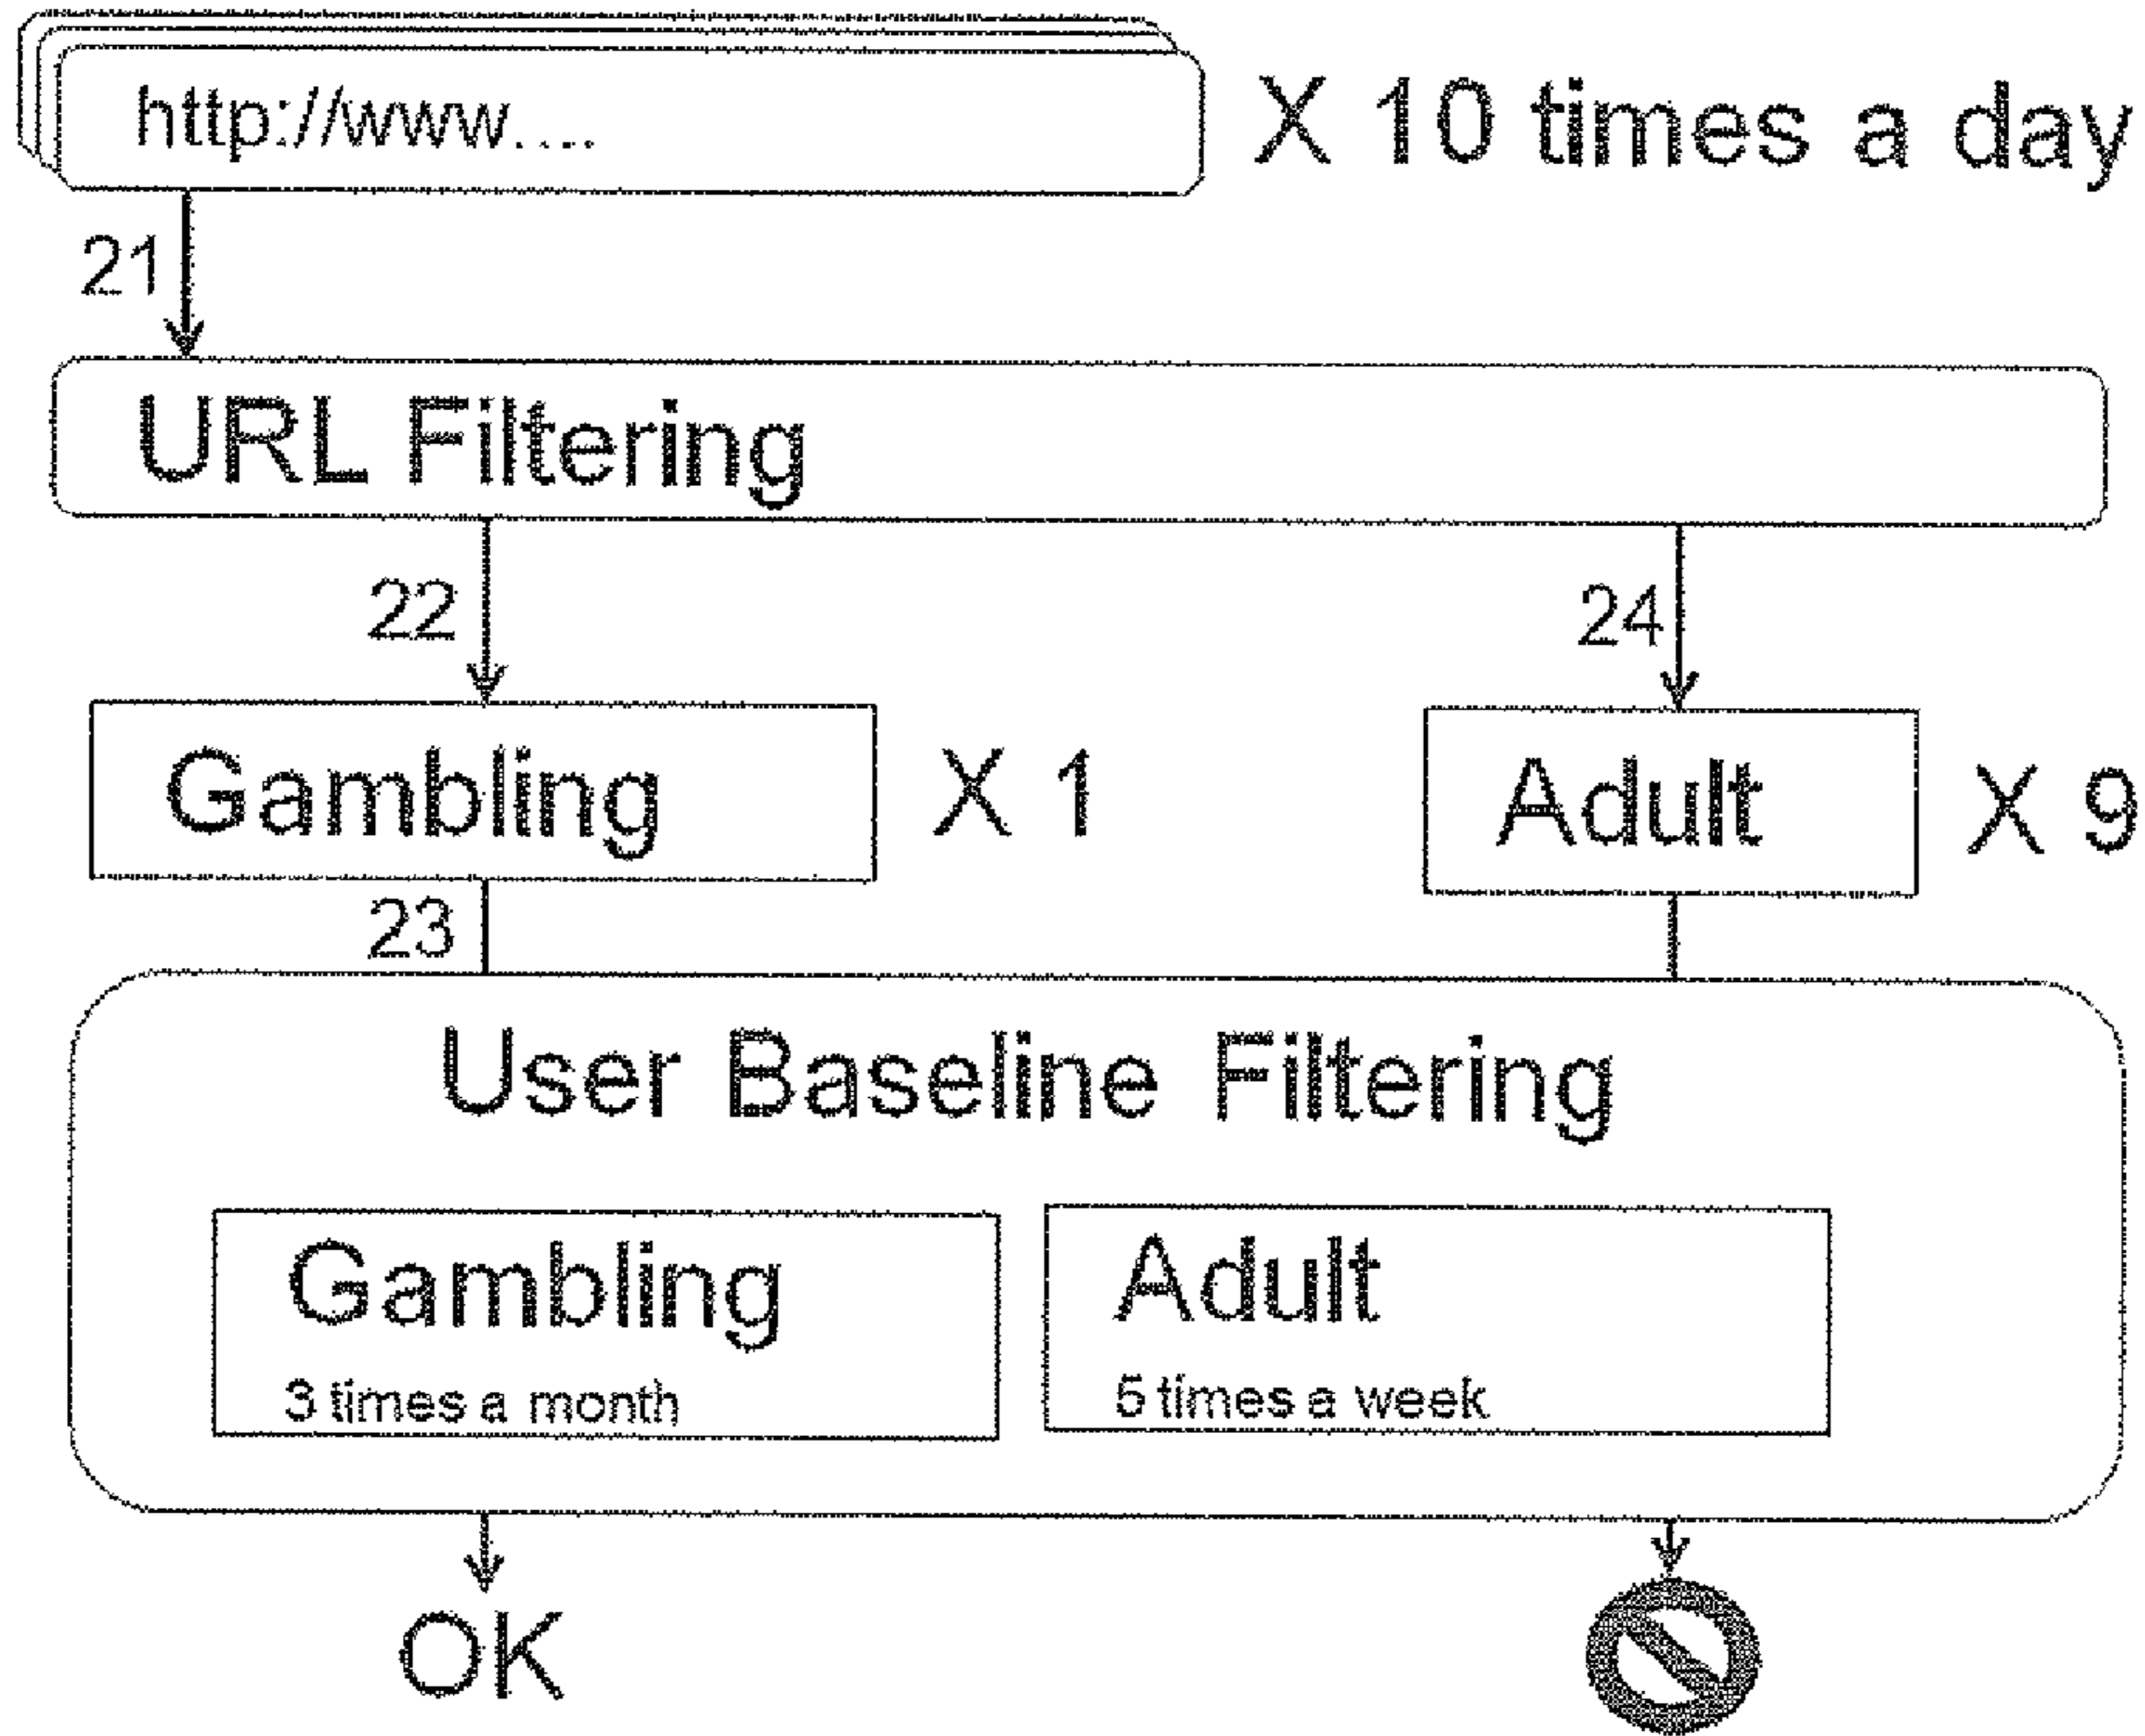 http://www....
X 10 times a day
21
URL Filtering
22
24
Gambling
X 1
Adult
X 9
23
User Baseline Filtering
Gambling
3 times a month
Adult
5 times a week
OK